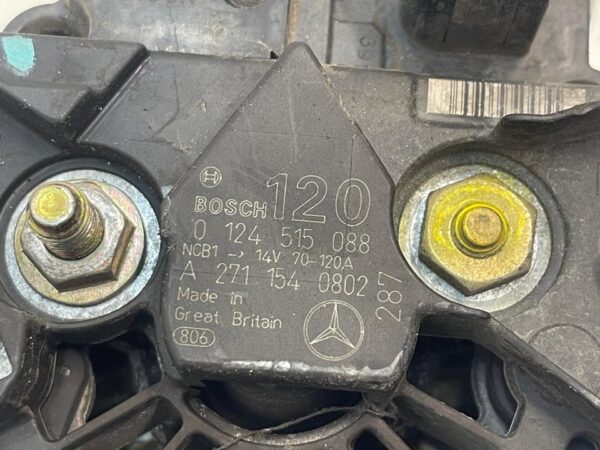 BOSCH 120
0 124 515 088
NCB1 -> 14V 70-120A
A 271 154 0802
Made in
Great Britain
806
287